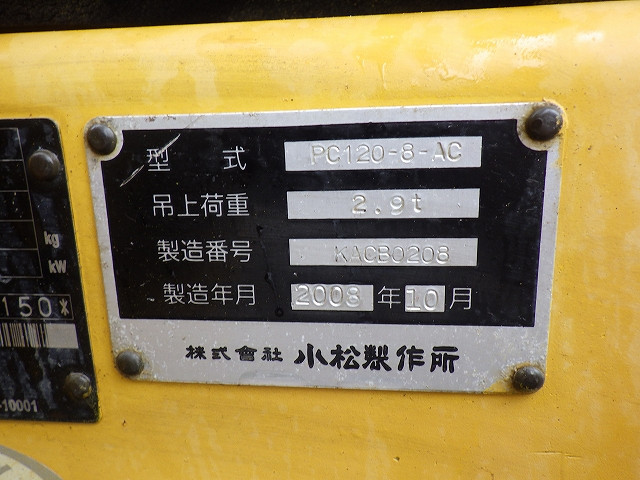 型 式 PC120-8-AC
吊上荷重 2.9t
製造番号 KACB0208
製造年月 2008 年 10 月
株式會社 小松製作所
kg
kW
150*
-10001